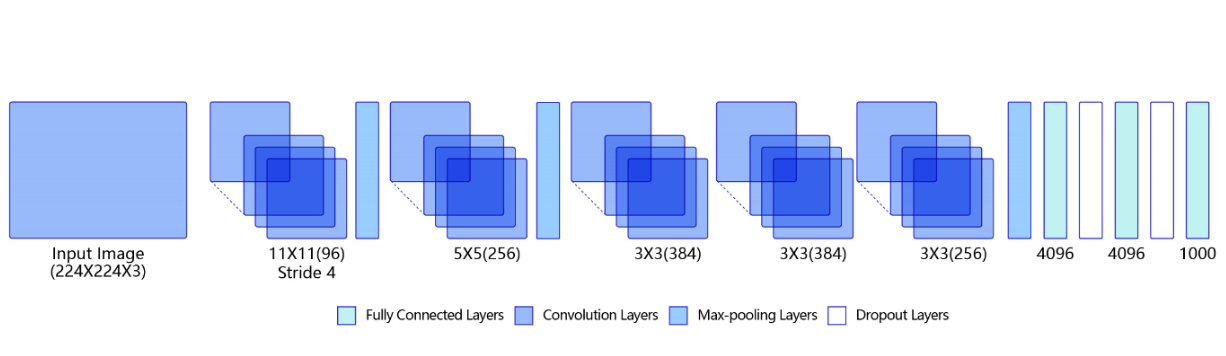 Input Image
(224X224X3)
11X11(96)
Stride 4
5X5(256)
3X3(384)
3X3(384)
3X3(256)
4096
4096
1000
Fully Connected Layers
Convolution Layers
Max-pooling Layers
Dropout Layers